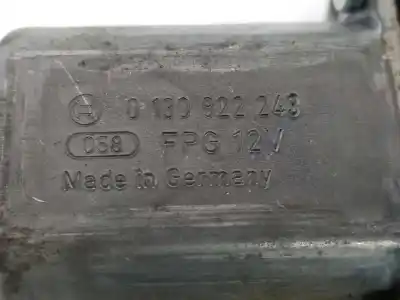 0 130 822 243
038 FPG 12V
Made in Germany